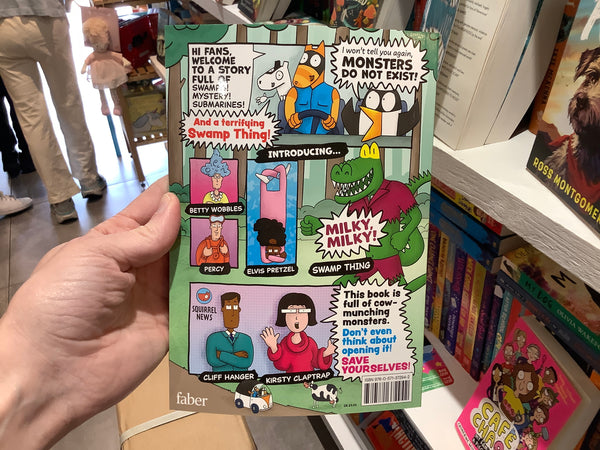 HI FANS,
WELCOME
TO A STORY
FULL OF
SWAMPS!
MYSTERY!
SUBMARINES!
And a terrifying
Swamp Thing!
I won't tell you again,
MONSTERS
DO NOT EXIST!
INTRODUCING...
BETTY WOBBLES
PERCY
ELVIS PRETZEL
MILKY,
MILKY!
SWAMP THING
SQUIRREL
NEWS
CLIFF HANGER
KIRSTY CLAPTRAP
This book is
full of cow-
munching
monsters.
Don't even
think about
opening it!
SAVE
YOURSELVES!
faber
ROSS MONTGOMERY
CAFÉ